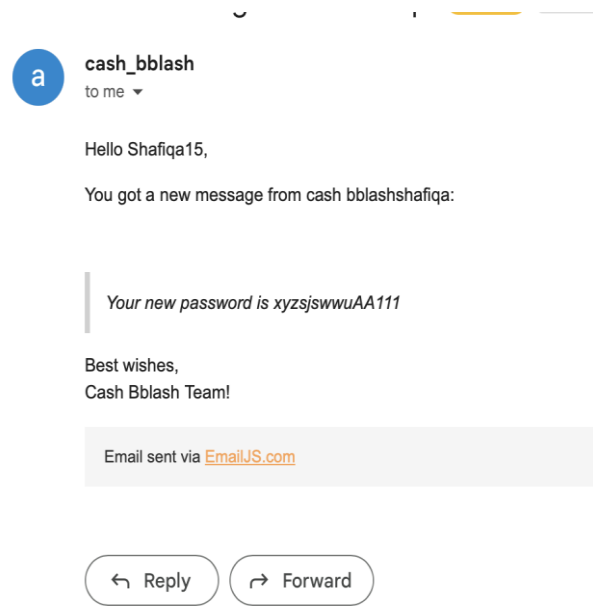 cash_bblash
a
to me
Hello Shafiqa15,
You got a new message from cash bblashshafiqa:
Your new password is xyzsjswwuAA111
Best wishes,
Cash Bblash Team!
Email sent via EmailJS.com
Reply Forward